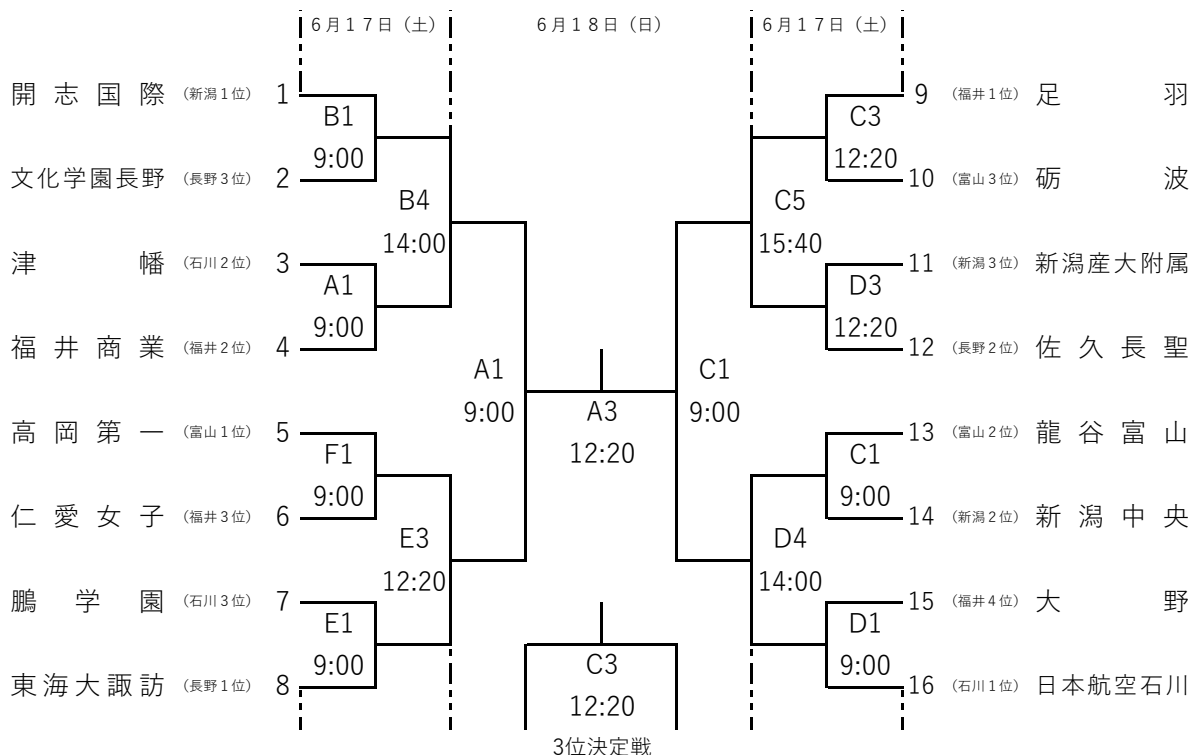 6月17日（土） 6月18日（日） 6月17日（土）
開志国際 （新潟1位） 1
B1
9:00
文化学園長野 （長野3位） 2
B4
14:00
津幡 （石川2位） 3
A1
9:00
福井商業 （福井2位） 4
高岡第一 （富山1位） 5
F1
9:00
仁愛女子 （福井3位） 6
E3
12:20
鵬学園 （石川3位） 7
E1
9:00
東海大諏訪 （長野1位） 8
A1
9:00
A3
12:20
C1
9:00
C3
12:20
3位決定戦
9 （福井1位） 足羽
C3
12:20
10 （富山3位） 砺波
C5
15:40
11 （新潟3位） 新潟産大附属
D3
12:20
12 （長野2位） 佐久長聖
13 （富山2位） 龍谷富山
C1
9:00
14 （新潟2位） 新潟中央
D4
14:00
15 （福井4位） 大野
D1
9:00
16 （石川1位） 日本航空石川